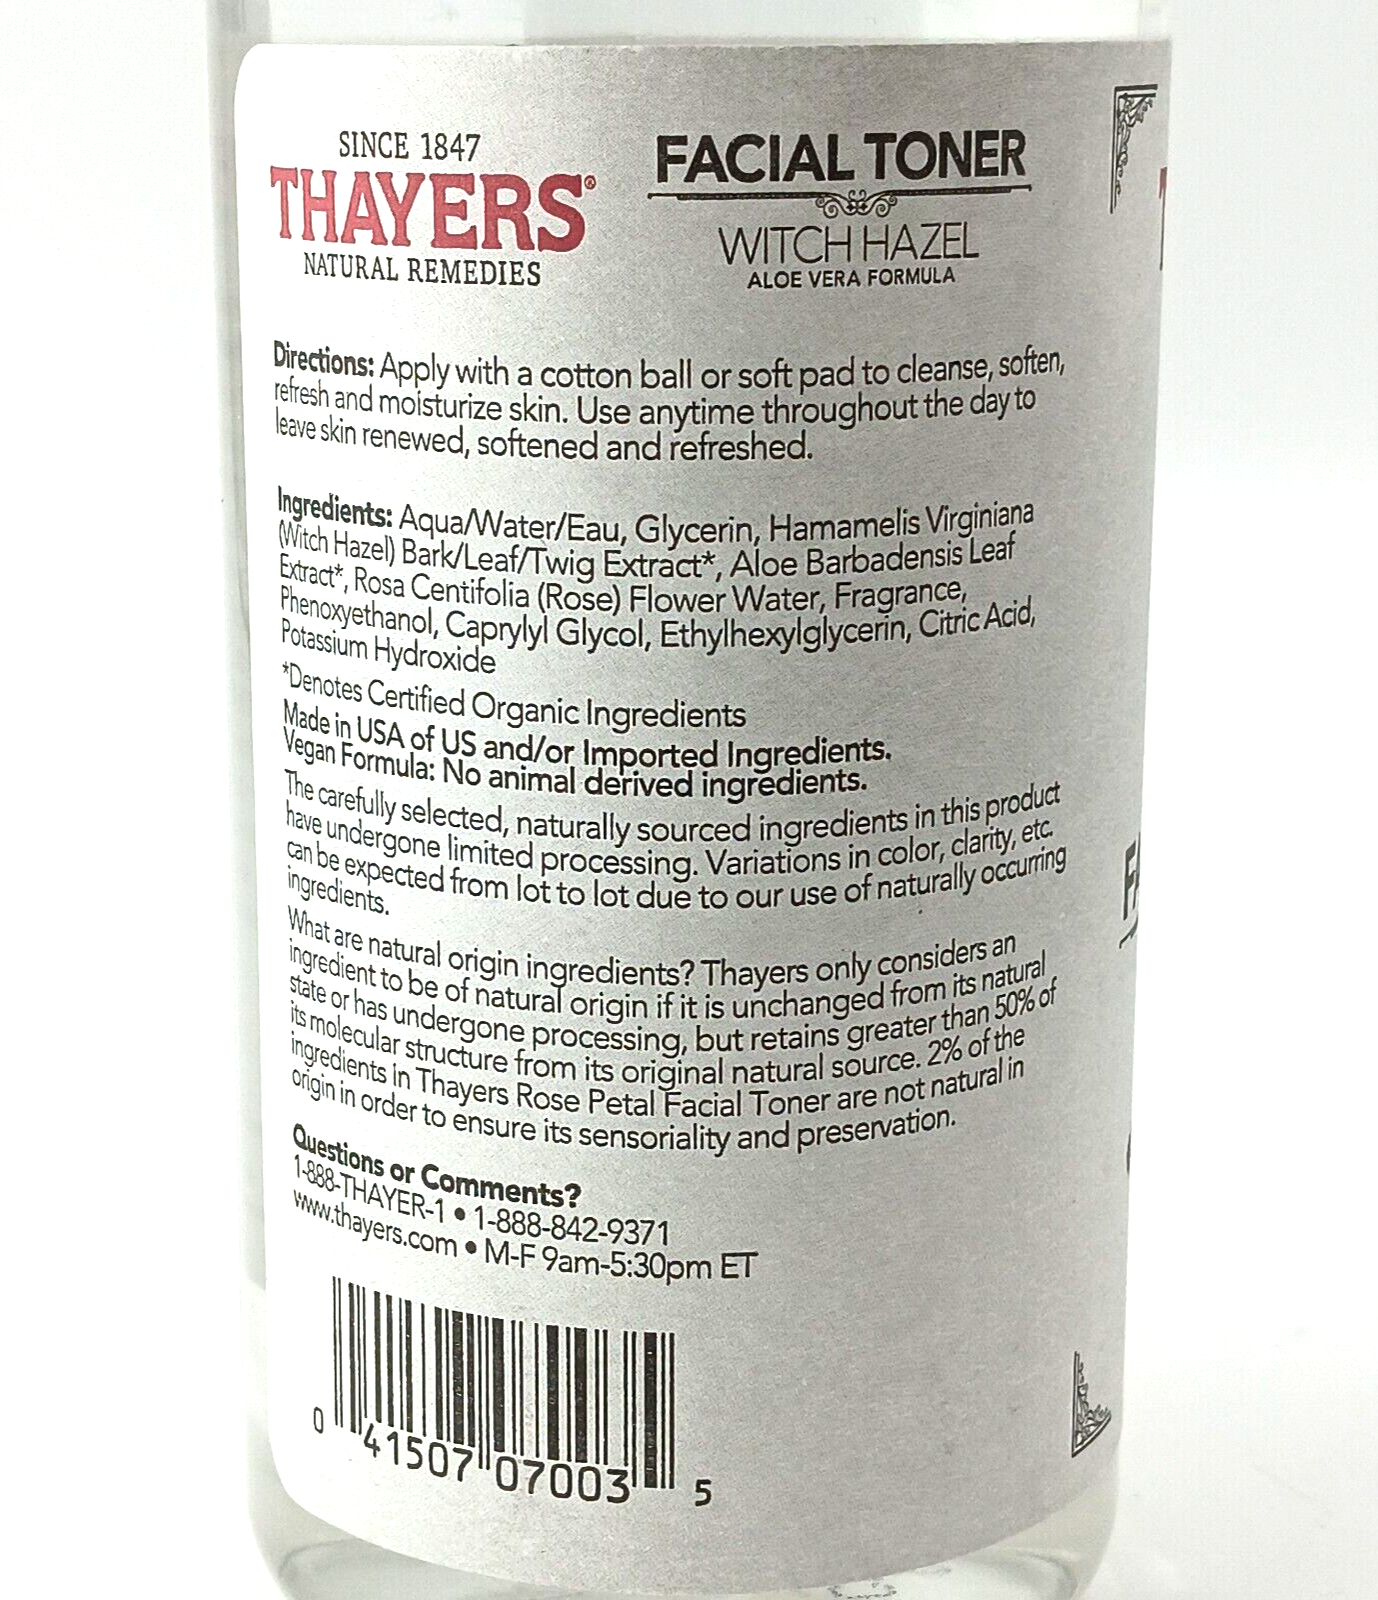 SINCE 1847
THAYERS®
NATURAL REMEDIES
FACIAL TONER
WITCH HAZEL
ALOE VERA FORMULA
Directions: Apply with a cotton ball or soft pad to cleanse, soften,
refresh and moisturize skin. Use anytime throughout the day to
leave skin renewed, softened and refreshed.
Ingredients: Aqua/Water/Eau, Glycerin, Hamamelis Virginiana
(Witch Hazel) Bark/Leaf/Twig Extract*, Aloe Barbadensis Leaf
Extract*, Rosa Centifolia (Rose) Flower Water, Fragrance,
Phenoxyethanol, Caprylyl Glycol, Ethylhexylglycerin, Citric Acid,
Potassium Hydroxide
*Denotes Certified Organic Ingredients
Made in USA of US and/or Imported Ingredients.
Vegan Formula: No animal derived ingredients.
The carefully selected, naturally sourced ingredients in this product
have undergone limited processing. Variations in color, clarity, etc.
can be expected from lot to lot due to our use of naturally occurring
ingredients.
What are natural origin ingredients? Thayers only considers an
ingredient to be of natural origin if it is unchanged from its natural
state or has undergone processing, but retains greater than 50% of
its molecular structure from its original natural source. 2% of the
ingredients in Thayers Rose Petal Facial Toner are not natural in
origin in order to ensure its sensoriality and preservation.
Questions or Comments?
1-888-THAYER-1 • 1-888-842-9371
www.thayers.com • M-F 9am-5:30pm ET
0 41507 07003 5